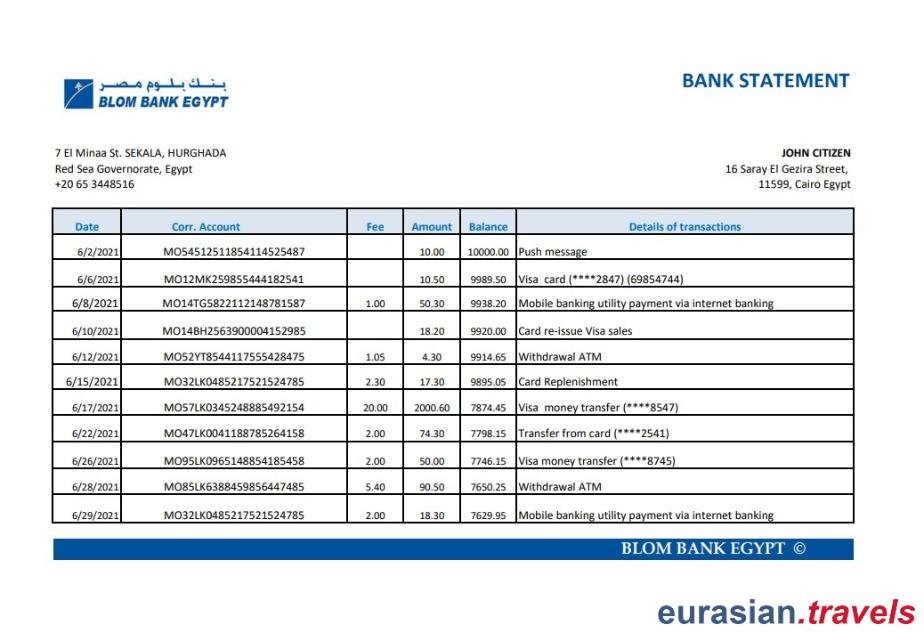 بنك بلوم مصر
BLOM BANK EGYPT
BANK STATEMENT
7 El Minaa St. SEKALA, HURGHADA
Red Sea Governorate, Egypt
+20 65 3448516
JOHN CITIZEN
16 Saray El Gezira Street,
11599, Cairo Egypt
Date Corr. Account Fee Amount Balance Details of transactions
6/2/2021 MO54512511854114525487 10.00 10000.00 Push message
6/6/2021 MO12MK259855444182541 10.50 9989.50 Visa card (****2847) (69854744)
6/8/2021 MO14TG5822112148781587 1.00 50.30 9938.20 Mobile banking utility payment via internet banking
6/10/2021 MO14BH2563900004152985 18.20 9920.00 Card re-issue Visa sales
6/12/2021 MO52YT8544117555428475 1.05 4.30 9914.65 Withdrawal ATM
6/15/2021 MO32LK0485217521524785 2.30 17.30 9895.05 Card Replenishment
6/17/2021 MO57LK0345248885492154 20.00 2000.60 7874.45 Visa money transfer (****8547)
6/22/2021 MO47LK0041188785264158 2.00 74.30 7798.15 Transfer from card (****2541)
6/26/2021 MO95LK0965148854185458 2.00 50.00 7746.15 Visa money transfer (****8745)
6/28/2021 MO85LK6388459856447485 5.40 90.50 7650.25 Withdrawal ATM
6/29/2021 MO32LK0485217521524785 2.00 18.30 7629.95 Mobile banking utility payment via internet banking
BLOM BANK EGYPT ©
eurasian.travels